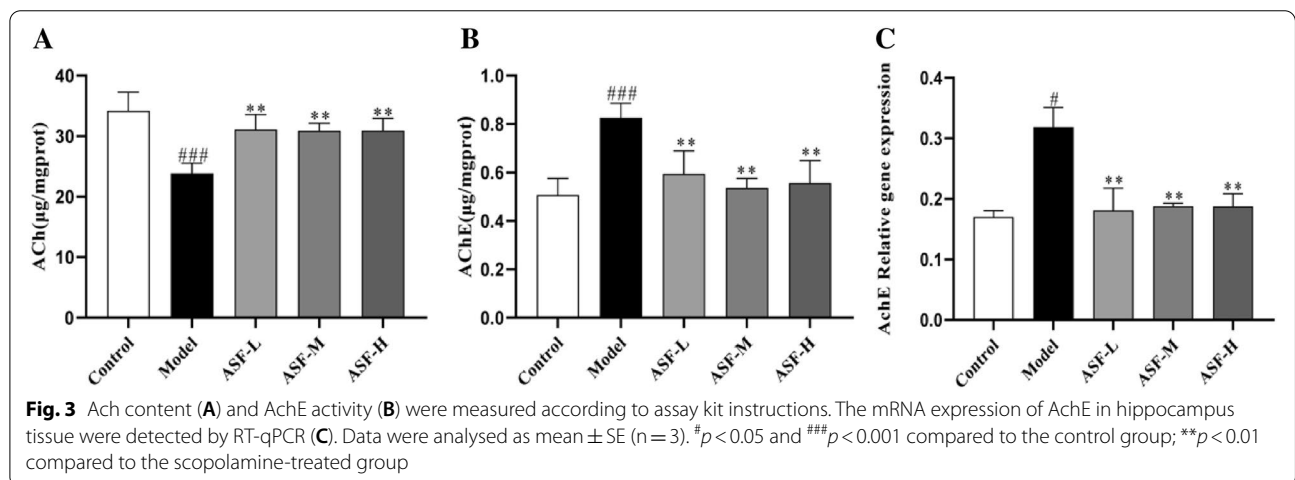 A
B
C
ACh(μg/mgprot)
40
30
20
10
0
###
**
**
**
Control
Model
ASF-L
ASF-M
ASF-H
AChE(μg/mgprot)
1.0
0.8
0.6
0.4
0.2
0.0
###
**
**
**
Control
Model
ASF-L
ASF-M
ASF-H
AchE Relative gene expression
0.4
0.3
0.2
0.1
0.0
#
**
**
**
Control
Model
ASF-L
ASF-M
ASF-H
Fig. 3 Ach content (A) and AchE activity (B) were measured according to assay kit instructions. The mRNA expression of AchE in hippocampus
tissue were detected by RT-qPCR (C). Data were analysed as mean ± SE (n = 3). #p < 0.05 and ###p < 0.001 compared to the control group; **p < 0.01
compared to the scopolamine-treated group